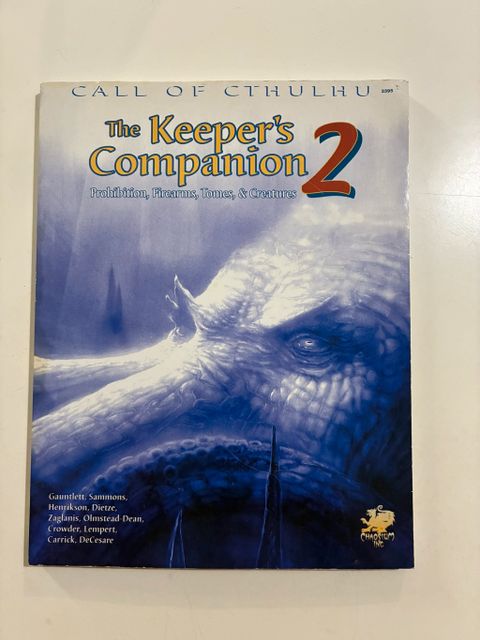 CALL OF CTHULHU 2395
The Keeper's
Companion 2
Prohibition, Firearms, Tomes, & Creatures
Gauntlett, Sammons,
Henrikson, Dietze,
Zaglanis, Olmstead-Dean,
Crowder, Lempert,
Carrick, DeCesare
CHAOSIUM
INC